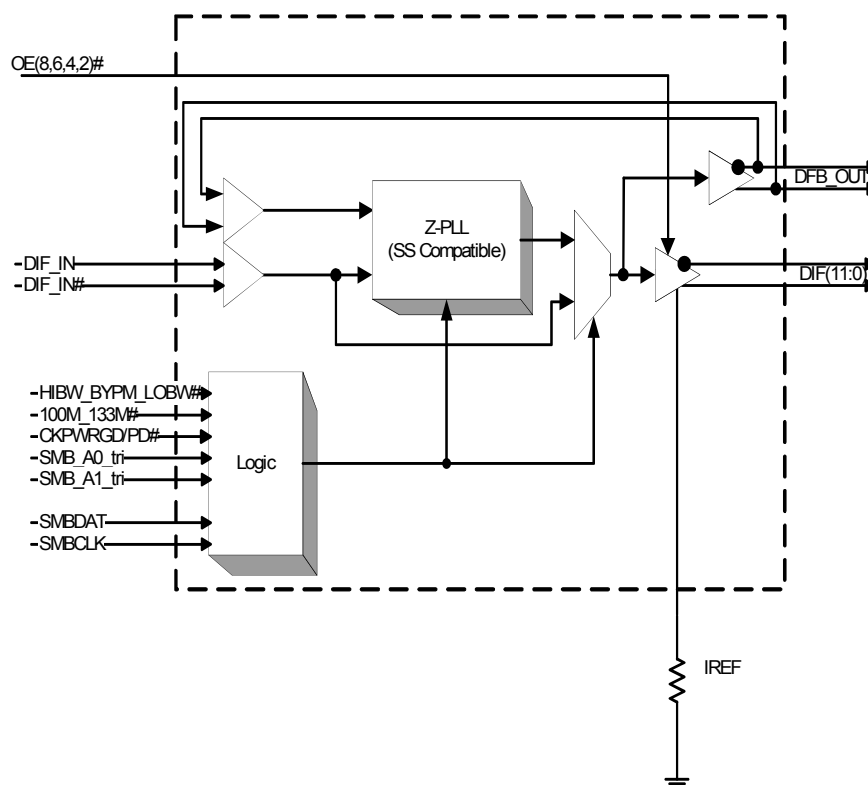 OE(8,6,4,2)#
DFB_OUT
Z-PLL
(SS Compatible)
DIF_IN
DIF_IN#
DIF(11:0)
HIBW_BYPM_LOBW#
100M_133M#
CKPWRGD/PD#
SMB_A0_tri
SMB_A1_tri
Logic
SMBDAT
SMBCLK
IREF